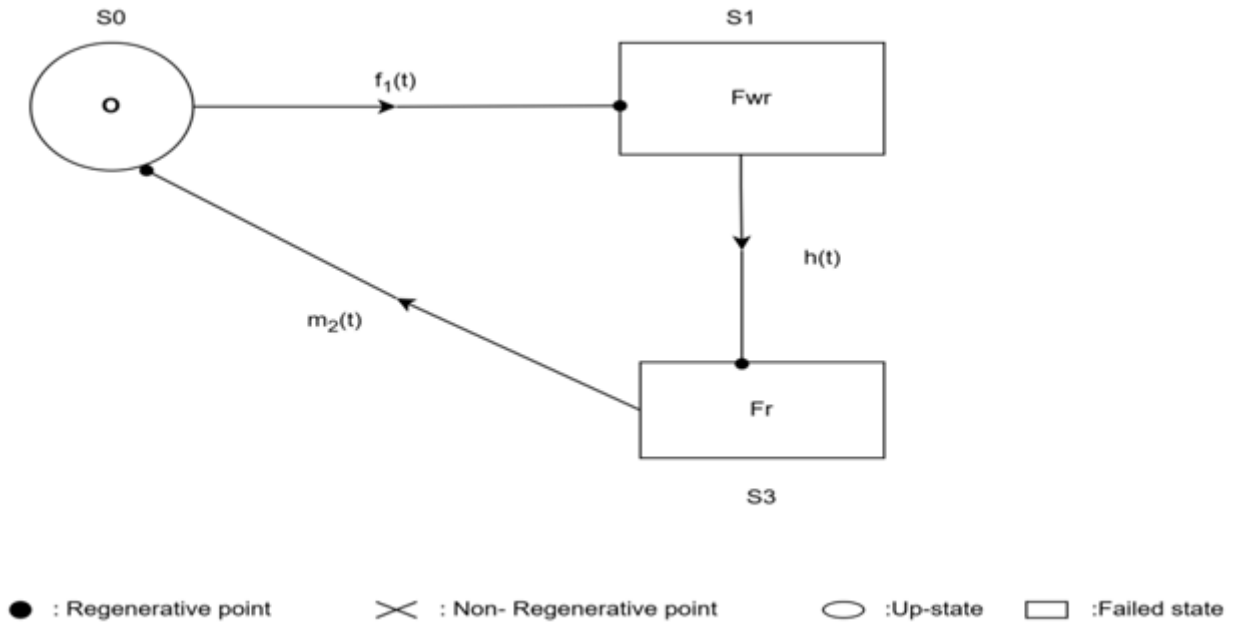 S0
S1
O
f₁(t)
Fwr
h(t)
m₂(t)
Fr
S3
: Regenerative point
: Non- Regenerative point
:Up-state
:Failed state